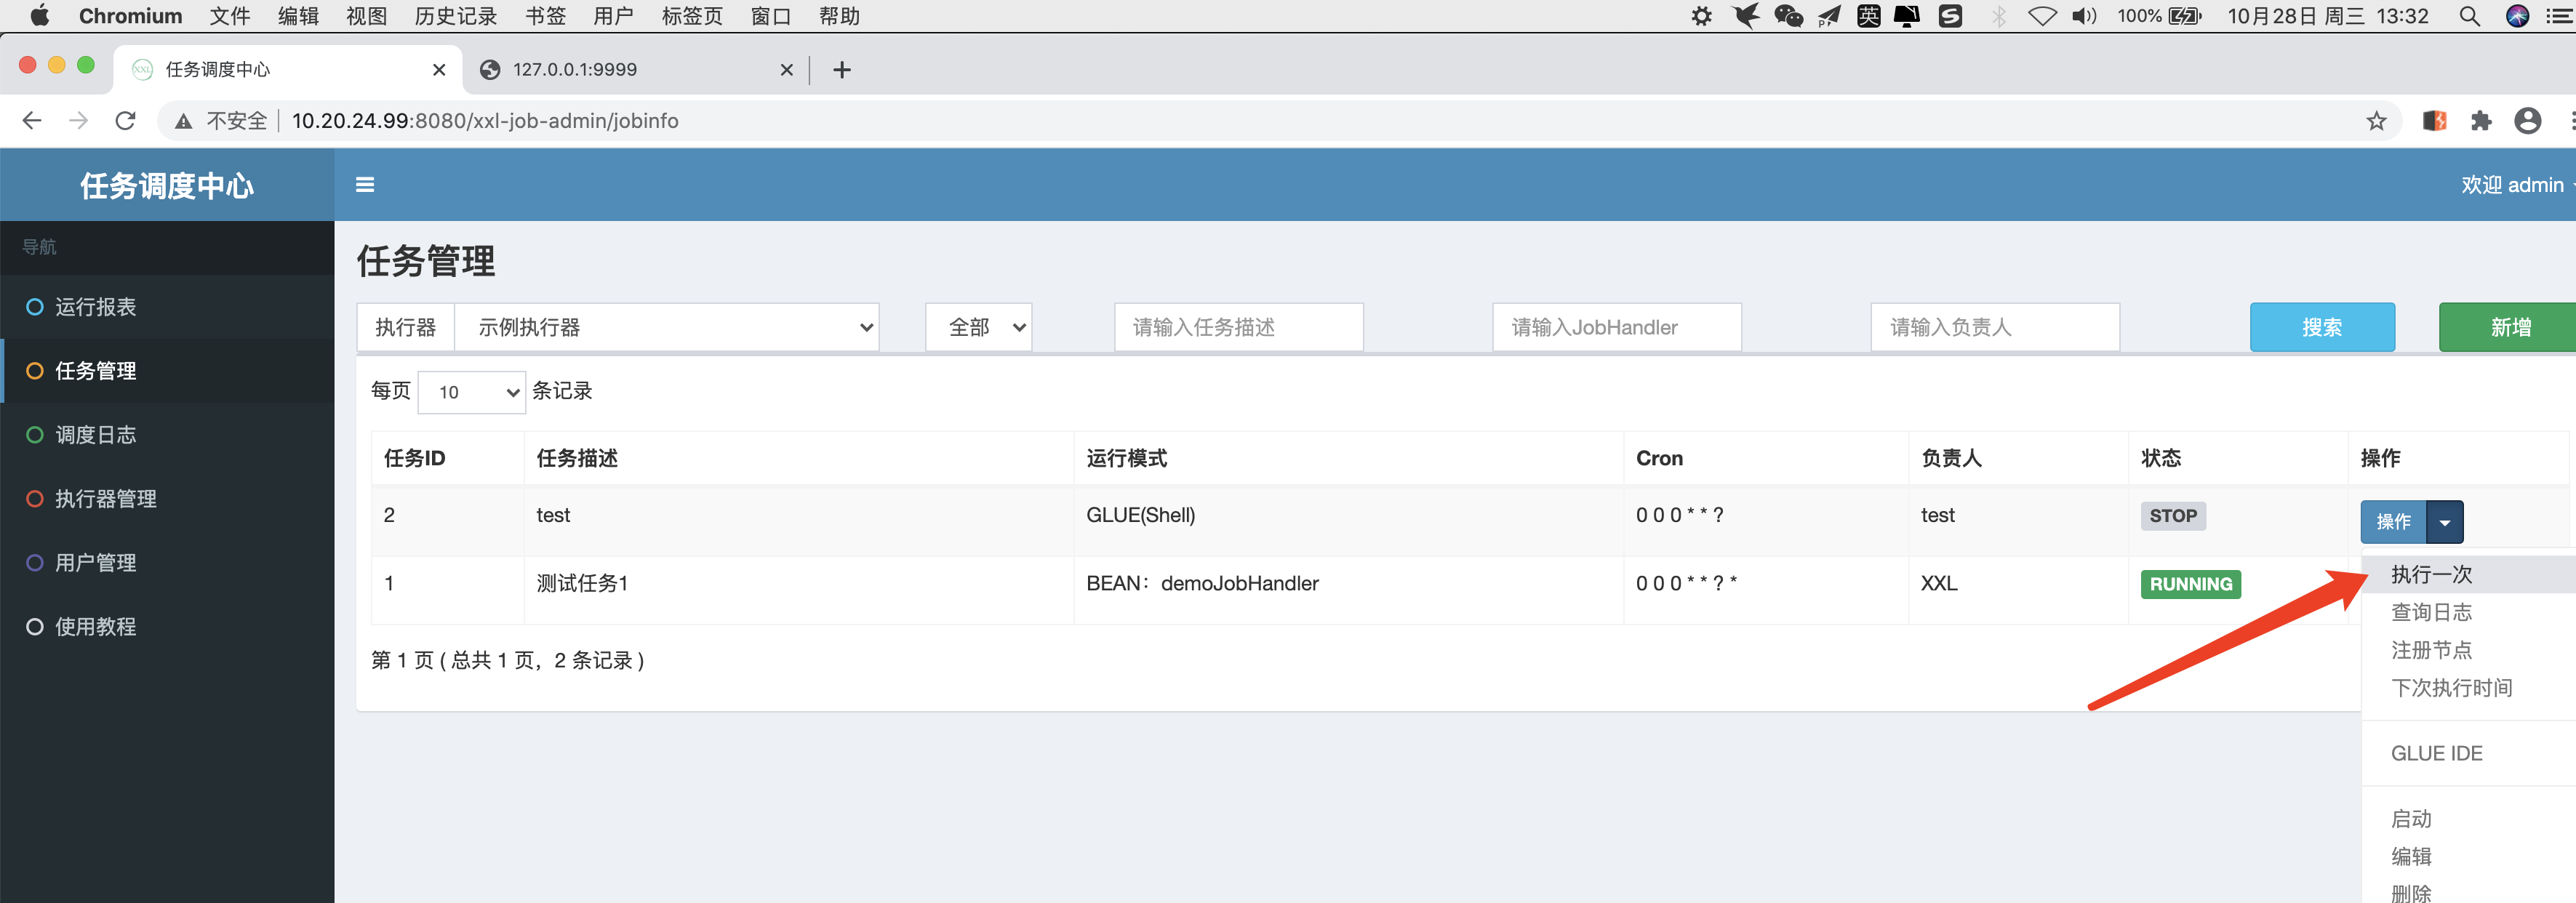 Chromium 文件 编辑 视图 历史记录 书签 用户 标签页 窗口 帮助 英 100% 10月28日 周三 13:32
XXL 任务调度中心 127.0.0.1:9999
不安全 10.20.24.99:8080/xxl-job-admin/jobinfo
任务调度中心 欢迎 admin
导航
运行报表
任务管理
调度日志
执行器管理
用户管理
使用教程
任务管理
执行器 示例执行器 全部 请输入任务描述 请输入JobHandler 请输入负责人 搜索 新增
每页 10 条记录
任务ID 任务描述 运行模式 Cron 负责人 状态 操作
2 test GLUE(Shell) 0 0 0 * * ? test STOP 操作
1 测试任务1 BEAN：demoJobHandler 0 0 0 * * ? * XXL RUNNING
第 1 页 ( 总共 1 页，2 条记录 )
执行一次
查询日志
注册节点
下次执行时间
GLUE IDE
启动
编辑
删除